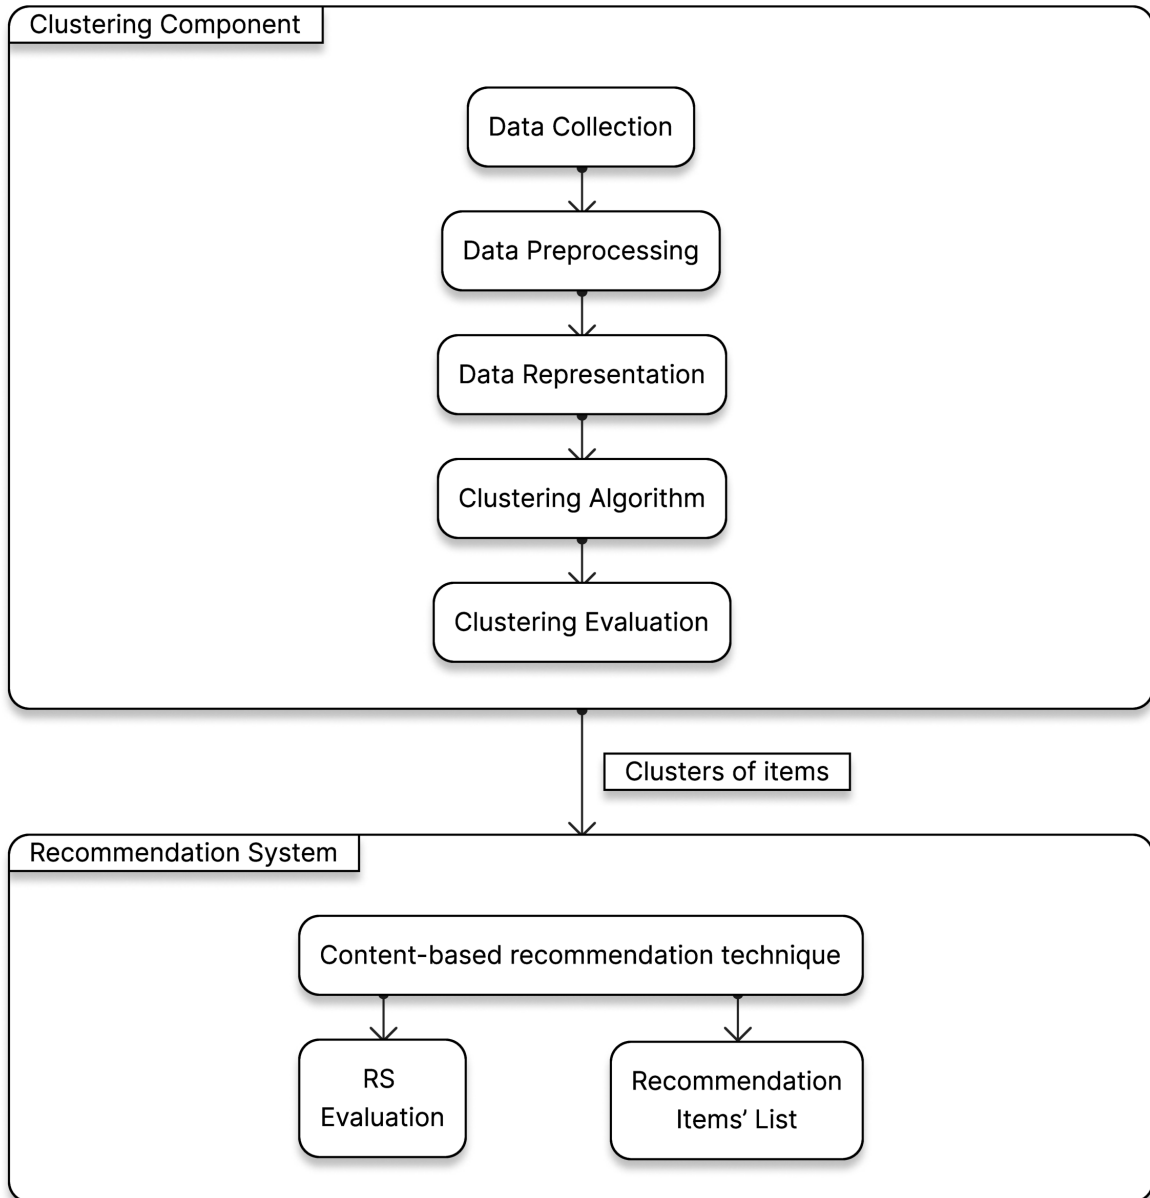 Clustering Component
Data Collection
Data Preprocessing
Data Representation
Clustering Algorithm
Clustering Evaluation
Clusters of items
Recommendation System
Content-based recommendation technique
RS
Evaluation
Recommendation
Items’ List